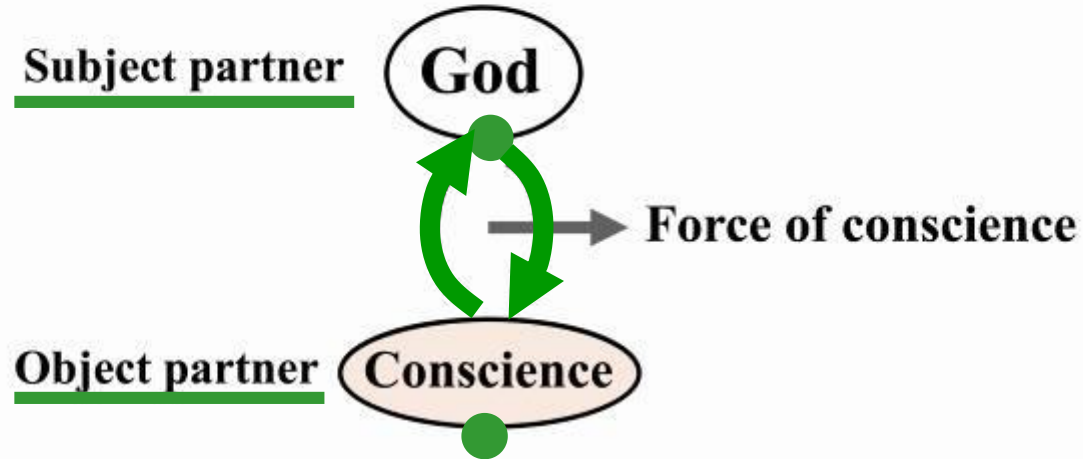 Subject partner
God
Force of conscience
Object partner
Conscience